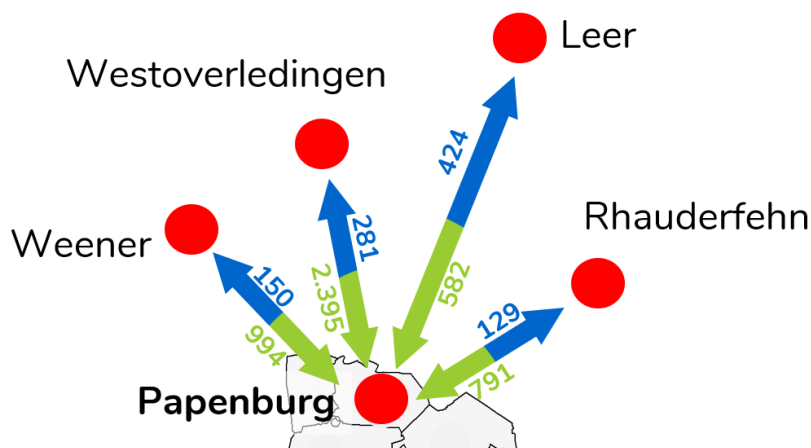 Leer
Westoverledingen
424
Rhauderfehn
281
Weener
150
2.395
582
129
994
791
Papenburg